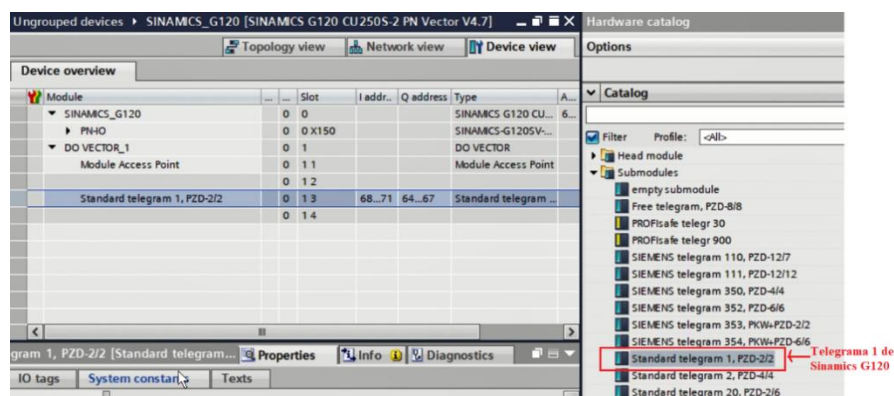 Ungrouped devices ▸ SINAMICS_G120 [SINAMICS G120 CU250S-2 PN Vector V4.7]
Topology view Network view Device view
Device overview
Module ... ... Slot I addr.. Q address Type A...
SINAMICS_G120 0 0 SINAMICS G120 CU... 6...
PN-IO 0 0 X150 SINAMICS-G120SV-...
DO VECTOR_1 0 1 DO VECTOR
Module Access Point 0 1 1 Module Access Point
0 1 2
Standard telegram 1, PZD-2/2 0 1 3 68...71 64...67 Standard telegram ...
0 1 4
gram 1, PZD-2/2 [Standard telegram... Properties Info Diagnostics
IO tags System constants Texts
Hardware catalog
Options
Catalog
Filter Profile: <All>
Head module
Submodules
empty submodule
Free telegram, PZD-8/8
PROFIsafe telegr 30
PROFIsafe telegr 900
SIEMENS telegram 110, PZD-12/7
SIEMENS telegram 111, PZD-12/12
SIEMENS telegram 350, PZD-4/4
SIEMENS telegram 352, PZD-6/6
SIEMENS telegram 353, PKW+PZD-2/2
SIEMENS telegram 354, PKW+PZD-6/6
Standard telegram 1, PZD-2/2
Standard telegram 2, PZD-4/4
Standard telegram 20, PZD-2/6
Telegrama 1 de
Sinamics G120